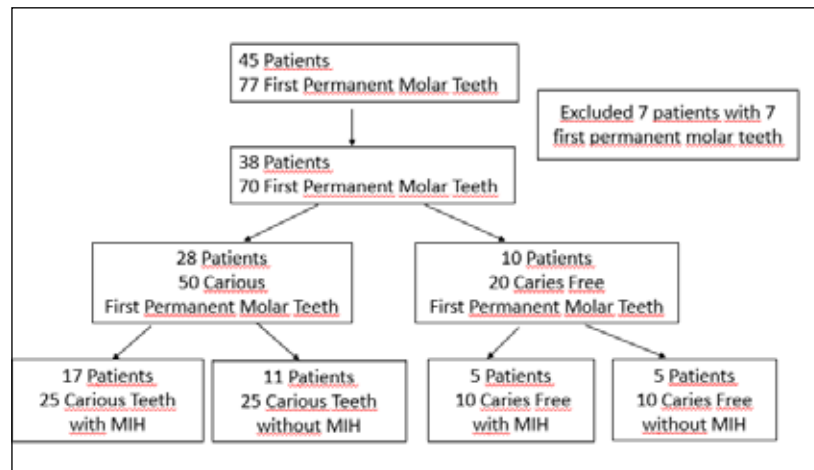 45 Patients
77 First Permanent Molar Teeth
Excluded 7 patients with 7
first permanent molar teeth
38 Patients
70 First Permanent Molar Teeth
28 Patients
50 Carious
First Permanent Molar Teeth
10 Patients
20 Caries Free
First Permanent Molar Teeth
17 Patients
25 Carious Teeth
with MIH
11 Patients
25 Carious Teeth
without MIH
5 Patients
10 Caries Free
with MIH
5 Patients
10 Caries Free
without MIH